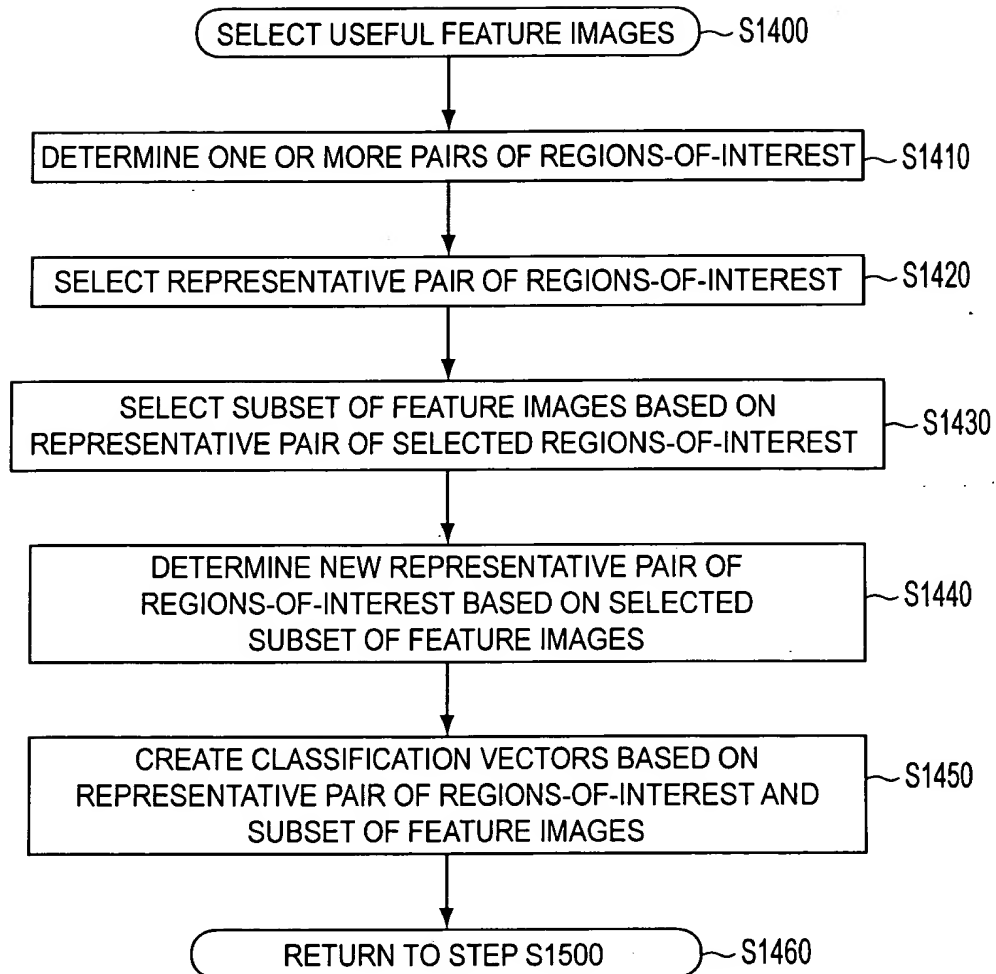 SELECT USEFUL FEATURE IMAGES S1400
DETERMINE ONE OR MORE PAIRS OF REGIONS-OF-INTEREST S1410
SELECT REPRESENTATIVE PAIR OF REGIONS-OF-INTEREST S1420
SELECT SUBSET OF FEATURE IMAGES BASED ON
REPRESENTATIVE PAIR OF SELECTED REGIONS-OF-INTEREST S1430
DETERMINE NEW REPRESENTATIVE PAIR OF
REGIONS-OF-INTEREST BASED ON SELECTED S1440
SUBSET OF FEATURE IMAGES
CREATE CLASSIFICATION VECTORS BASED ON
REPRESENTATIVE PAIR OF REGIONS-OF-INTEREST AND S1450
SUBSET OF FEATURE IMAGES
RETURN TO STEP S1500 S1460